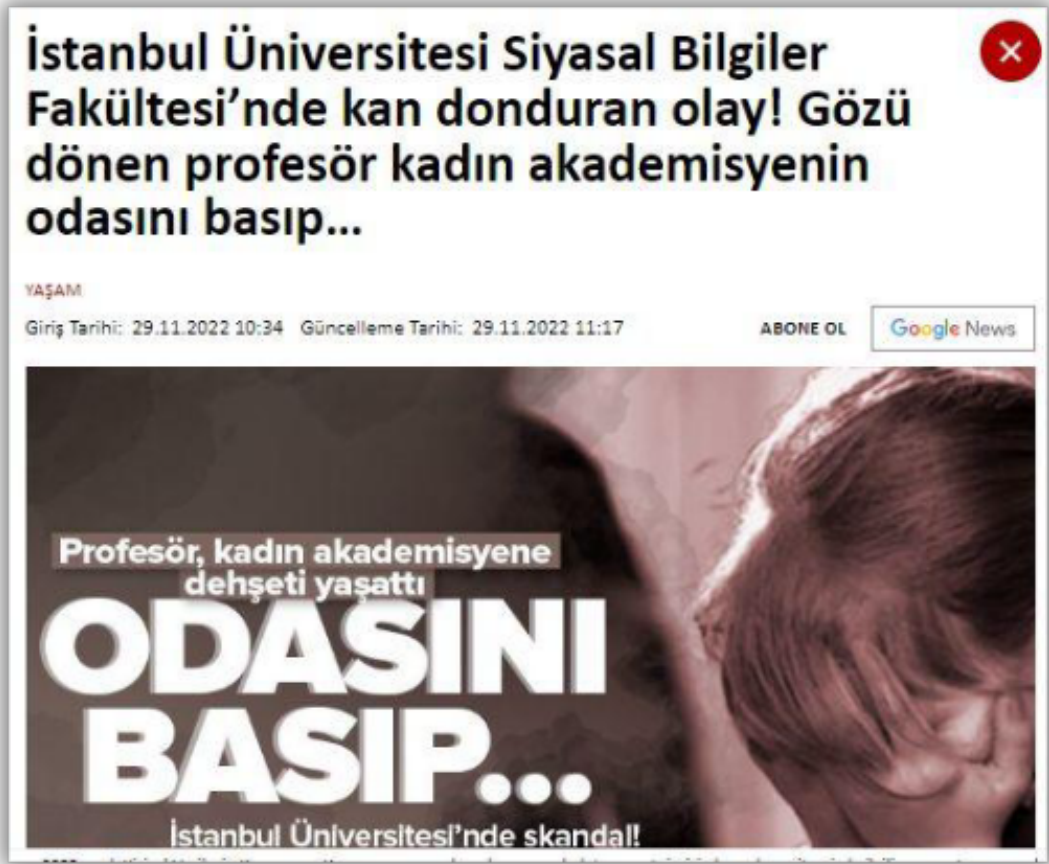 İstanbul Üniversitesi Siyasal Bilgiler
Fakültesi’nde kan donduran olay! Gözü
dönen profesör kadın akademisyenin
odasını basıp...
YAŞAM
Giriş Tarihi: 29.11.2022 10:34 Güncelleme Tarihi: 29.11.2022 11:17
ABONE OL
Google News
Profesör, kadın akademisyene
dehşeti yaşattı
ODASINI
BASIP...
İstanbul Üniversitesi’nde skandal!